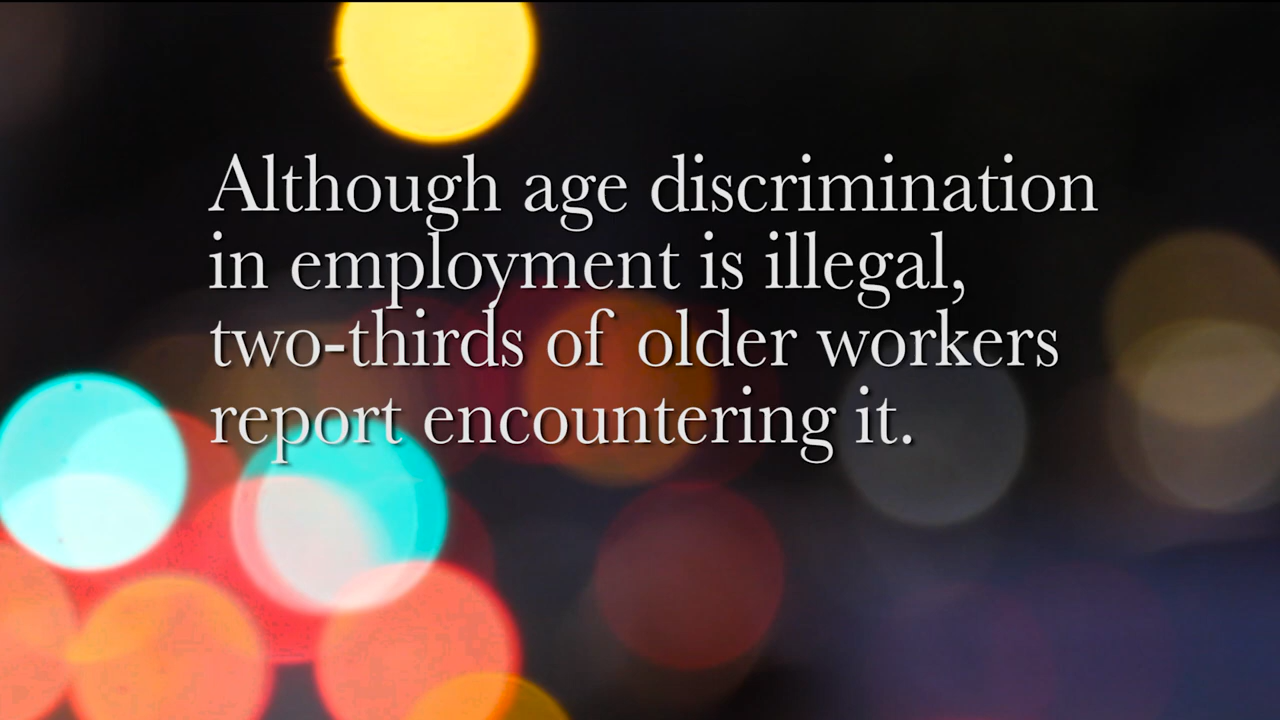 Although age discrimination
in employment is illegal,
two-thirds of older workers
report encountering it.